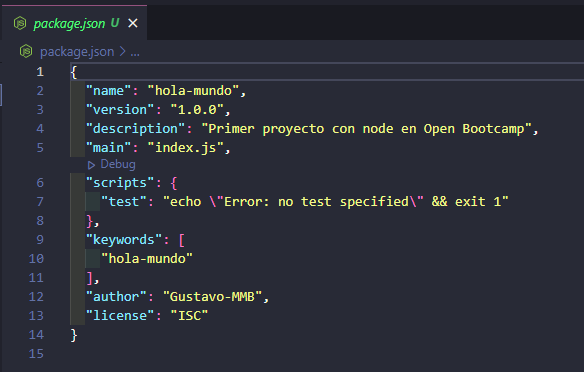 package.json U ×
package.json > ...
1 {
2 "name": "hola-mundo",
3 "version": "1.0.0",
4 "description": "Primer proyecto con node en Open Bootcamp",
5 "main": "index.js",
Debug
6 "scripts": {
7 "test": "echo \"Error: no test specified\" && exit 1"
8 },
9 "keywords": [
10 "hola-mundo"
11 ],
12 "author": "Gustavo-MMB",
13 "license": "ISC"
14 }
15